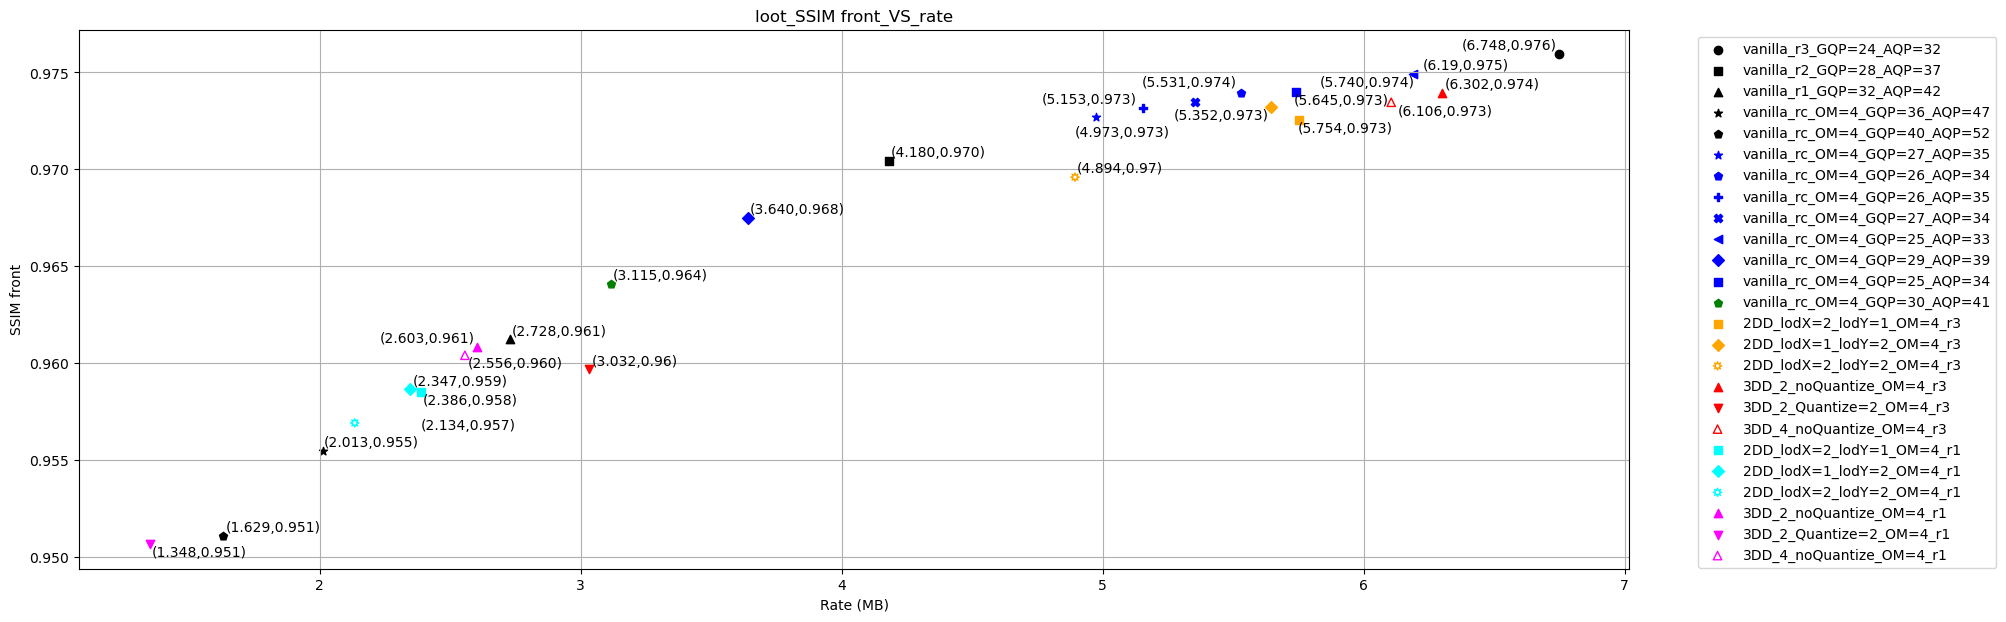 loot_SSIM front_VS_rate
SSIM front
0.975
0.970
0.965
0.960
0.955
0.950
(6.748,0.976)
(6.19,0.975)
(5.531,0.974)
(5.740,0.974)
(6.302,0.974)
(5.153,0.973)
(5.645,0.973)
(5.352,0.973)
(6.106,0.973)
(4.973,0.973)
(5.754,0.973)
(4.180,0.970)
(4.894,0.97)
(3.640,0.968)
(3.115,0.964)
(2.603,0.961)
(2.728,0.961)
(2.556,0.960)
(3.032,0.96)
(2.347,0.959)
(2.386,0.958)
(2.134,0.957)
(2.013,0.955)
(1.629,0.951)
(1.348,0.951)
2
3
4
5
6
7
Rate (MB)
vanilla_r3_GQP=24_AQP=32
vanilla_r2_GQP=28_AQP=37
vanilla_r1_GQP=32_AQP=42
vanilla_rc_OM=4_GQP=36_AQP=47
vanilla_rc_OM=4_GQP=40_AQP=52
vanilla_rc_OM=4_GQP=27_AQP=35
vanilla_rc_OM=4_GQP=26_AQP=34
vanilla_rc_OM=4_GQP=26_AQP=35
vanilla_rc_OM=4_GQP=27_AQP=34
vanilla_rc_OM=4_GQP=25_AQP=33
vanilla_rc_OM=4_GQP=29_AQP=39
vanilla_rc_OM=4_GQP=25_AQP=34
vanilla_rc_OM=4_GQP=30_AQP=41
2DD_lodX=2_lodY=1_OM=4_r3
2DD_lodX=1_lodY=2_OM=4_r3
2DD_lodX=2_lodY=2_OM=4_r3
3DD_2_noQuantize_OM=4_r3
3DD_2_Quantize=2_OM=4_r3
3DD_4_noQuantize_OM=4_r3
2DD_lodX=2_lodY=1_OM=4_r1
2DD_lodX=1_lodY=2_OM=4_r1
2DD_lodX=2_lodY=2_OM=4_r1
3DD_2_noQuantize_OM=4_r1
3DD_2_Quantize=2_OM=4_r1
3DD_4_noQuantize_OM=4_r1